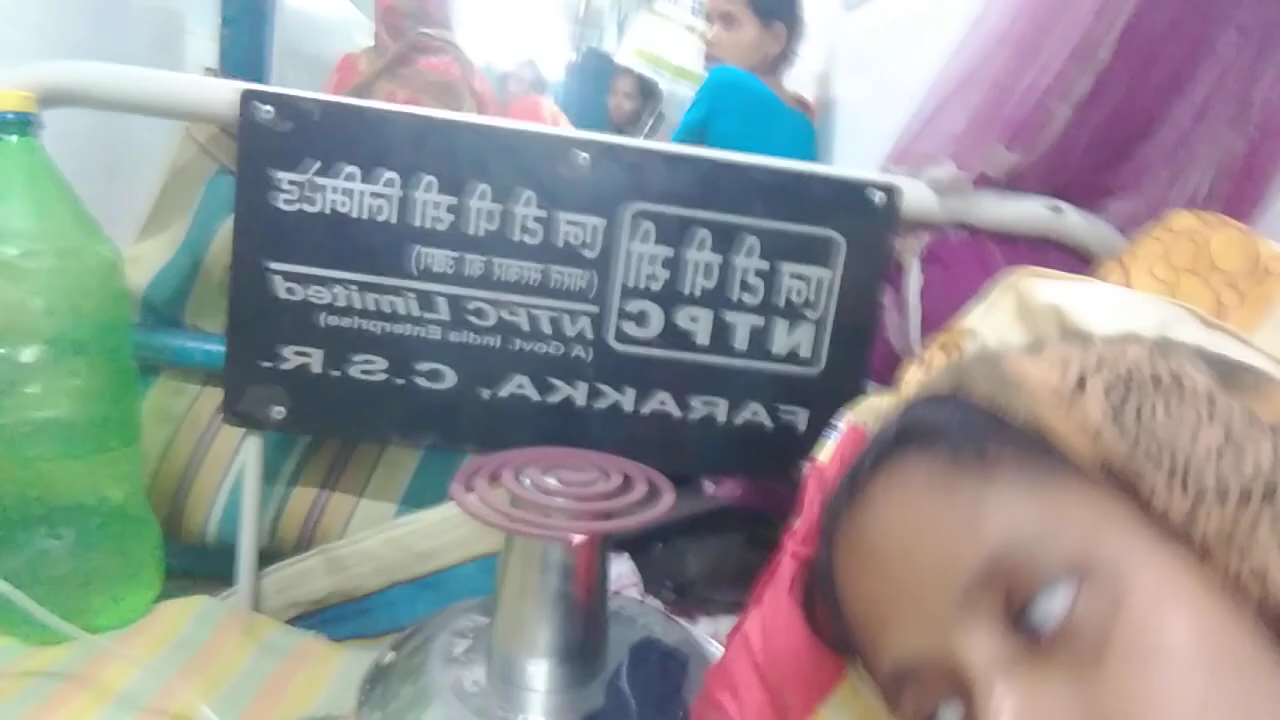 एन टी पी सी
NTPC
एन टी पी सी लिमिटेड
(भारत सरकार का उद्यम)
NTPC Limited
(A Govt. India Enterprise)
FARAKKA, C.S.R.